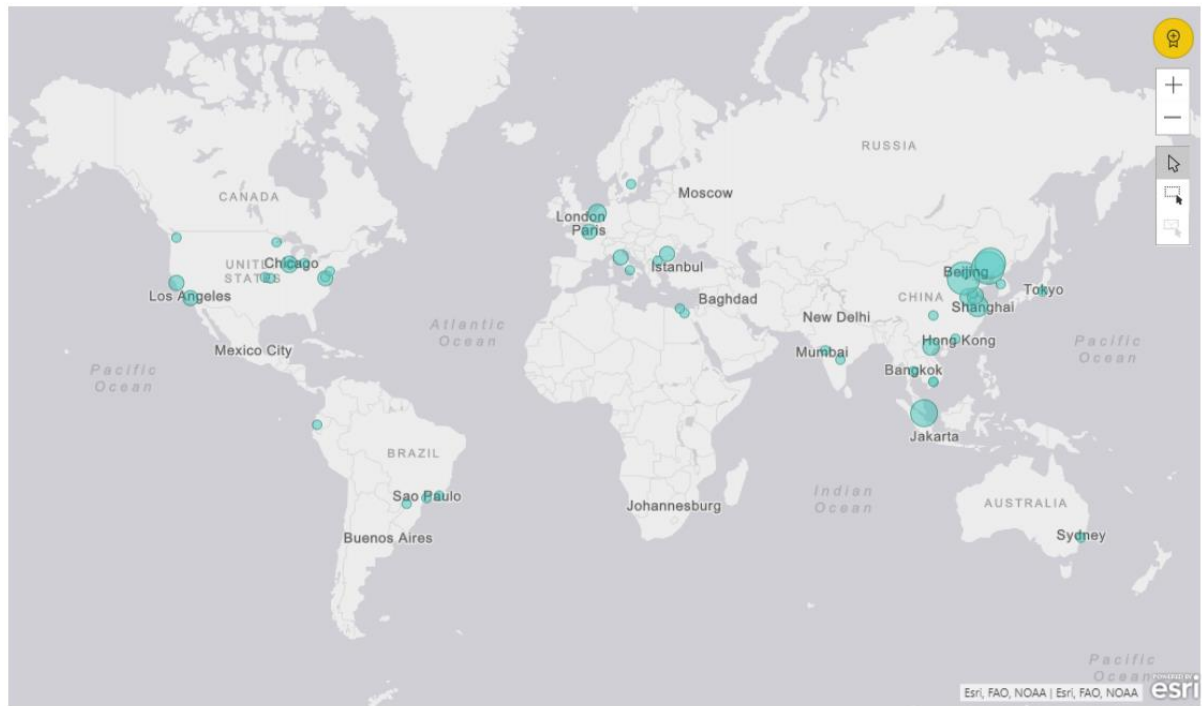 RUSSIA
Moscow
CANADA
London
Paris
Chicago
UNITED
STATES
Istanbul
Beijing
Los Angeles
Baghdad
CHINA
Tokyo
Shanghai
New Delhi
Atlantic
Ocean
Hong Kong
Pacific
Ocean
Mexico City
Mumbai
Pacific
Ocean
Bangkok
Jakarta
BRAZIL
Sao Paulo
Indian
Ocean
Johannesburg
AUSTRALIA
Buenos Aires
Sydney
Pacific
Ocean
POWERED BY
esri
Esri, FAO, NOAA | Esri, FAO, NOAA